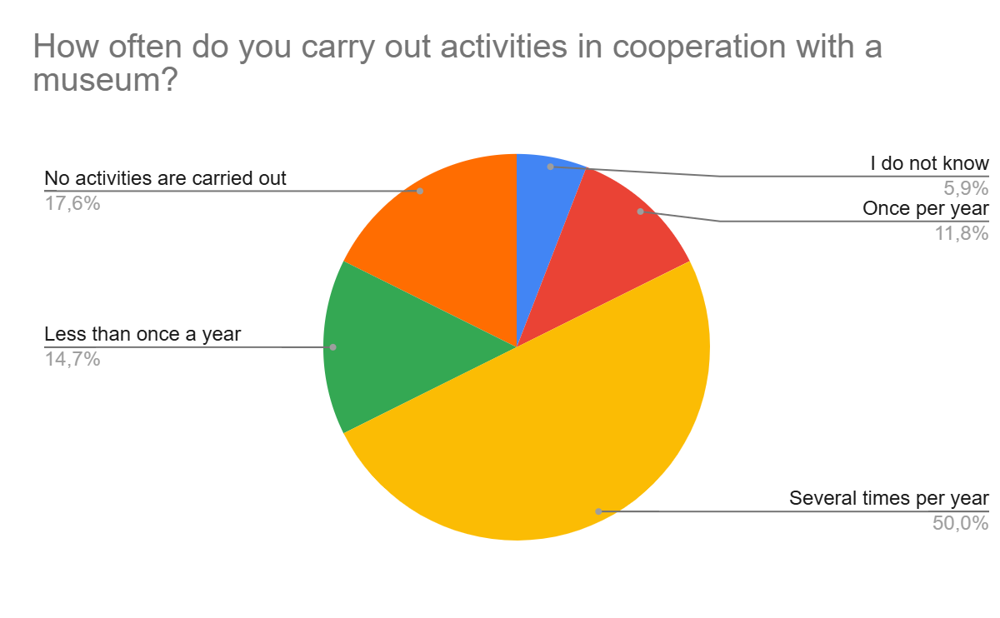 How often do you carry out activities in cooperation with a
museum?
No activities are carried out
17,6%
Less than once a year
14,7%
I do not know
5,9%
Once per year
11,8%
Several times per year
50,0%